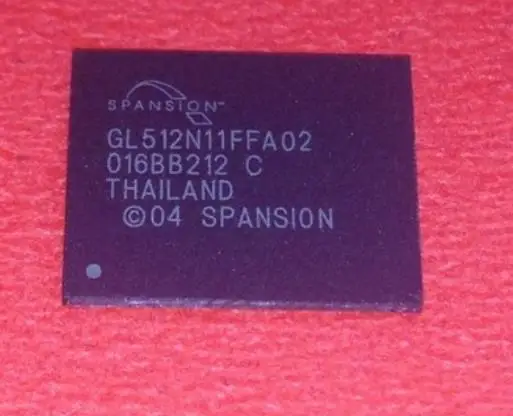 SPANSION™
GL512N11FFA02
016BB212 C
THAILAND
©04 SPANSION